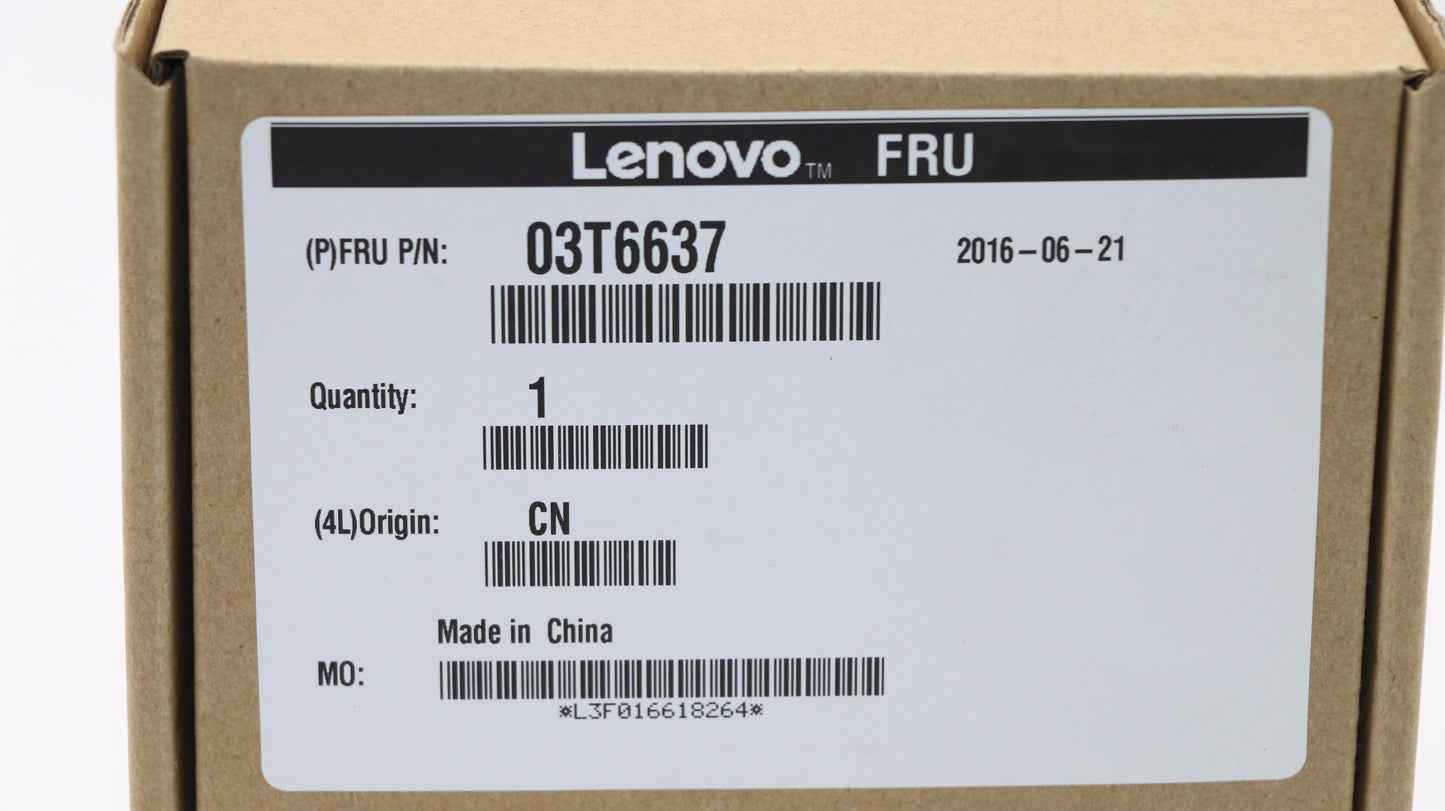 Lenovo™ FRU
(P)FRU P/N: 03T6637 2016-06-21
Quantity: 1
(4L)Origin: CN
Made in China
MO:
*L3F016618264*